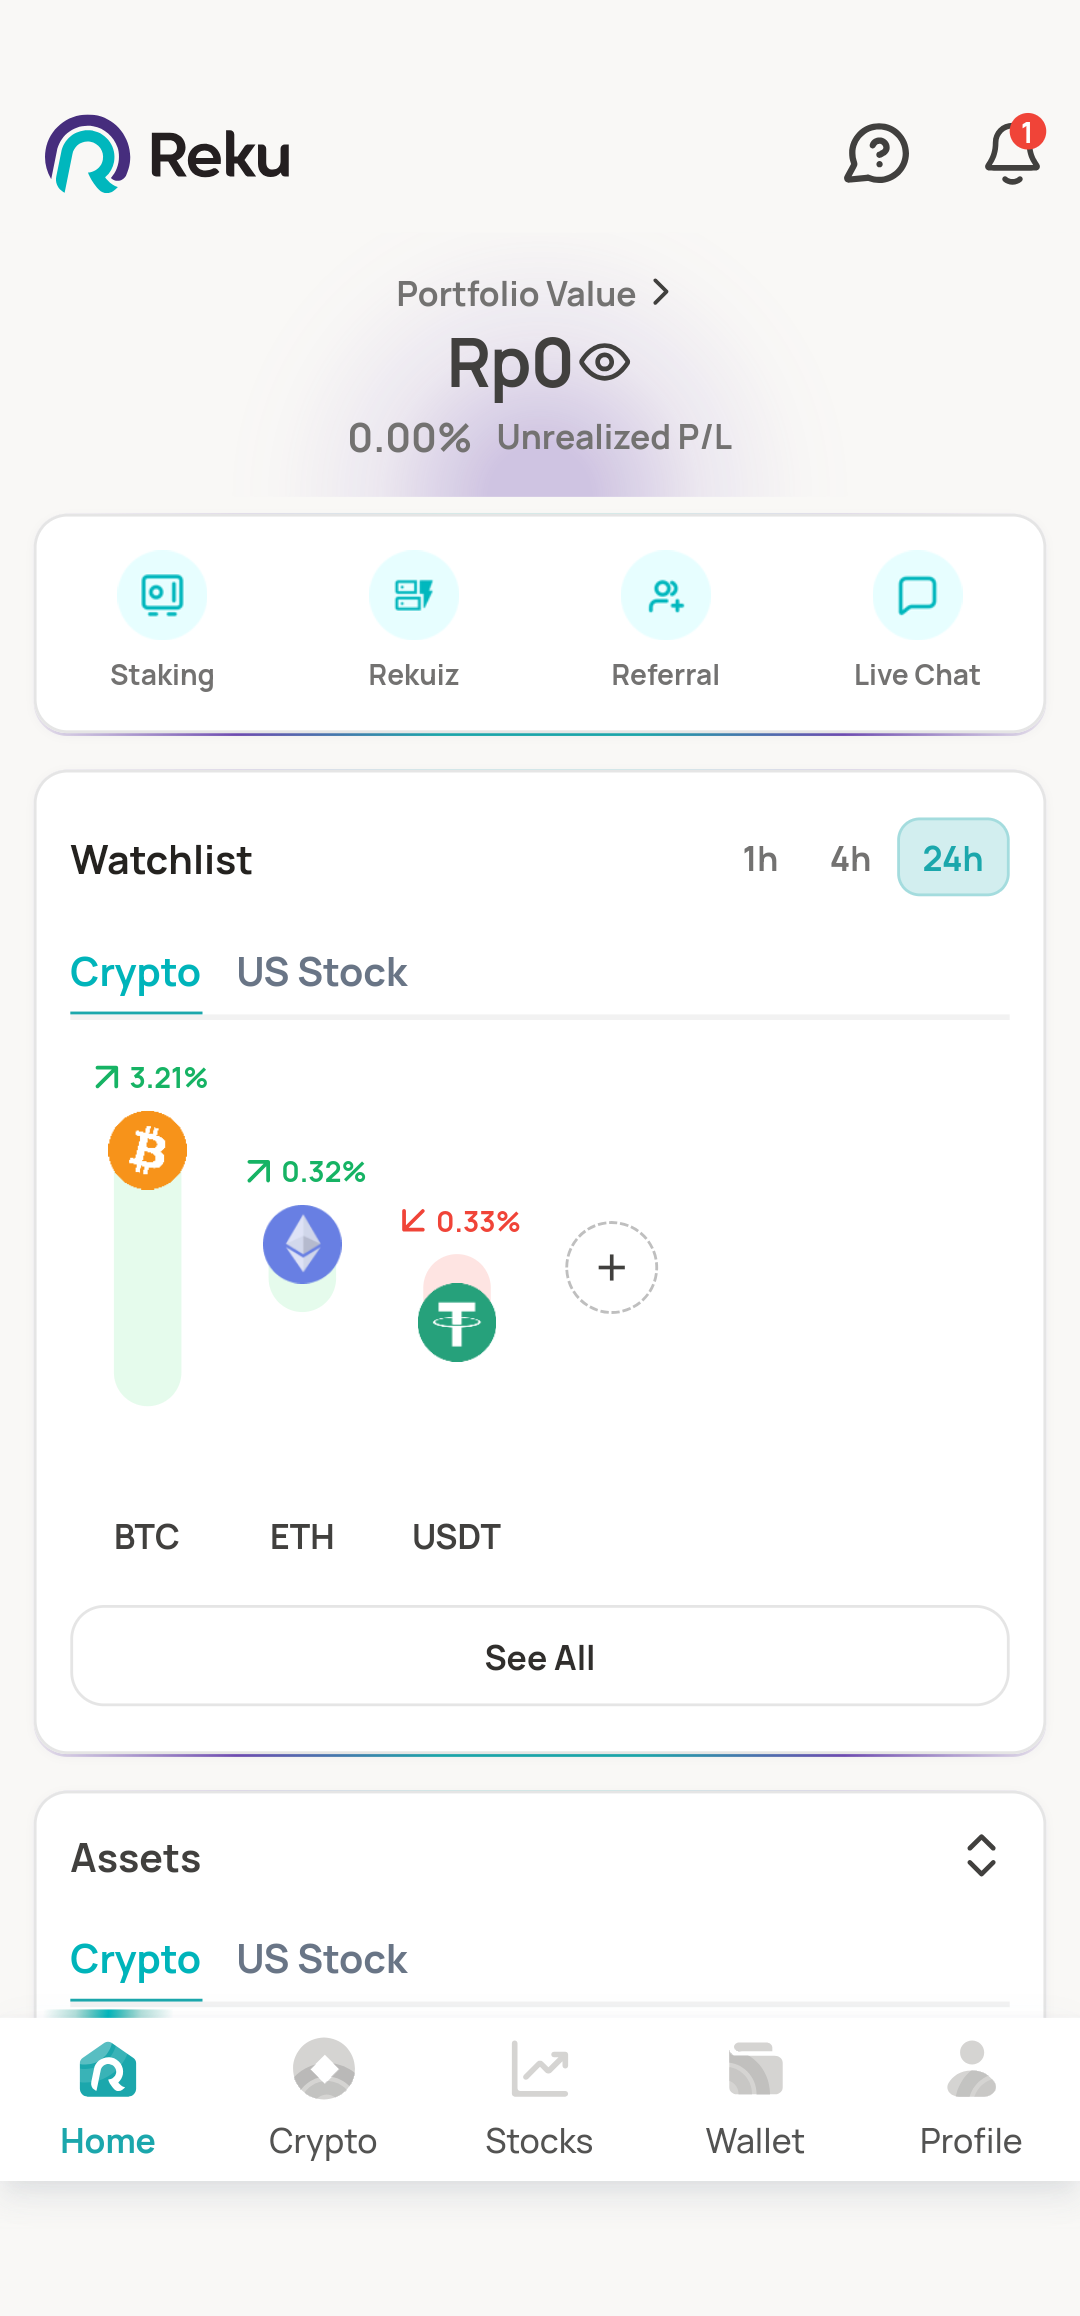 Reku
1
Portfolio Value
Rp0
0.00% Unrealized P/L
Staking
Rekuiz
Referral
Live Chat
Watchlist
1h 4h 24h
Crypto US Stock
3.21%
0.32%
0.33%
BTC ETH USDT
See All
Assets
Crypto US Stock
Home
Crypto
Stocks
Wallet
Profile